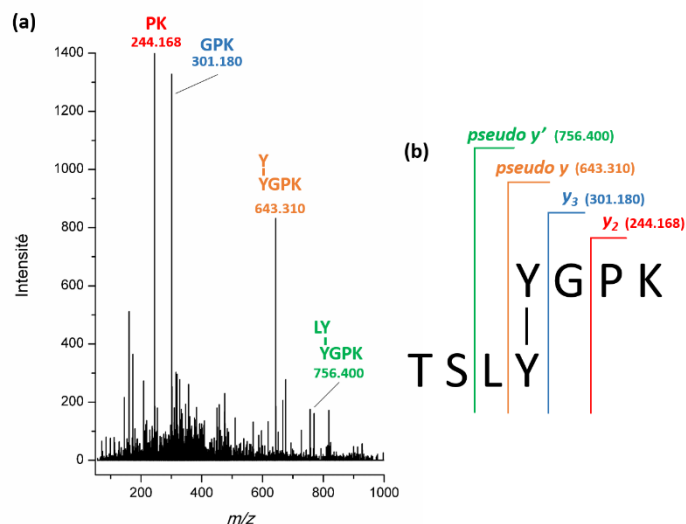 (a)
PK
244.168
GPK
301.180
Y
YGPK
643.310
LY
YGPK
756.400
Intensité
1400
1200
1000
800
600
400
200
0
200
400
600
800
1000
m/z
(b)
pseudo y' (756.400)
pseudo y (643.310)
y3 (301.180)
y2 (244.168)
Y G P K
T S L Y